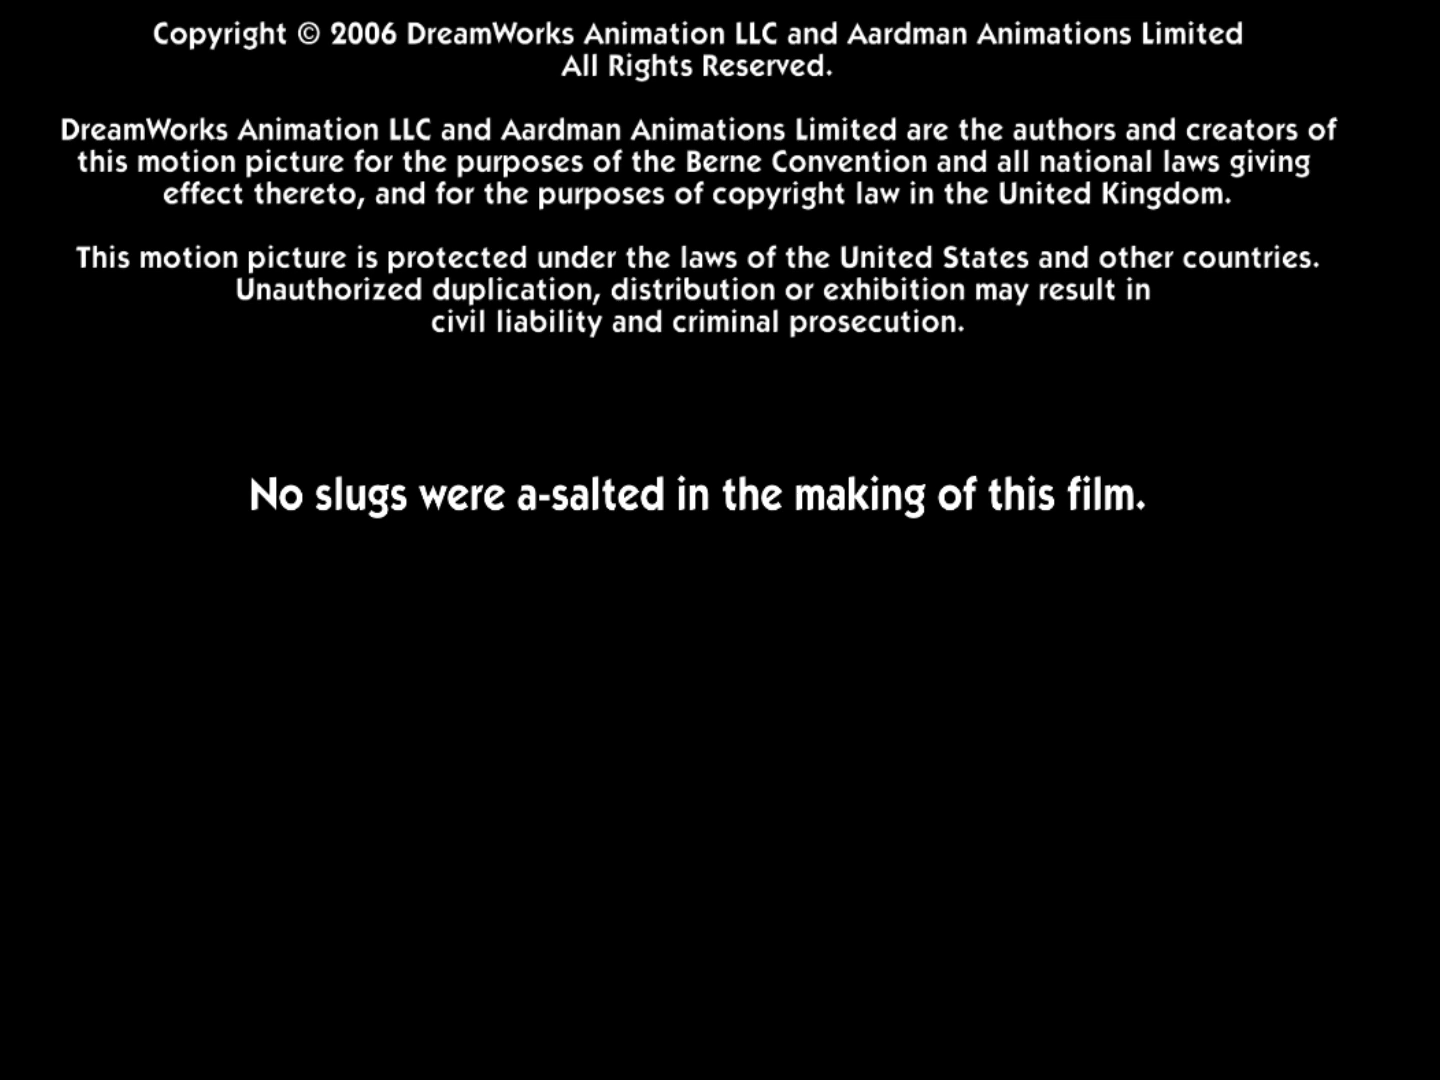 Copyright © 2006 DreamWorks Animation LLC and Aardman Animations Limited
All Rights Reserved.
DreamWorks Animation LLC and Aardman Animations Limited are the authors and creators of
this motion picture for the purposes of the Berne Convention and all national laws giving
effect thereto, and for the purposes of copyright law in the United Kingdom.
This motion picture is protected under the laws of the United States and other countries.
Unauthorized duplication, distribution or exhibition may result in
civil liability and criminal prosecution.
No slugs were a-salted in the making of this film.